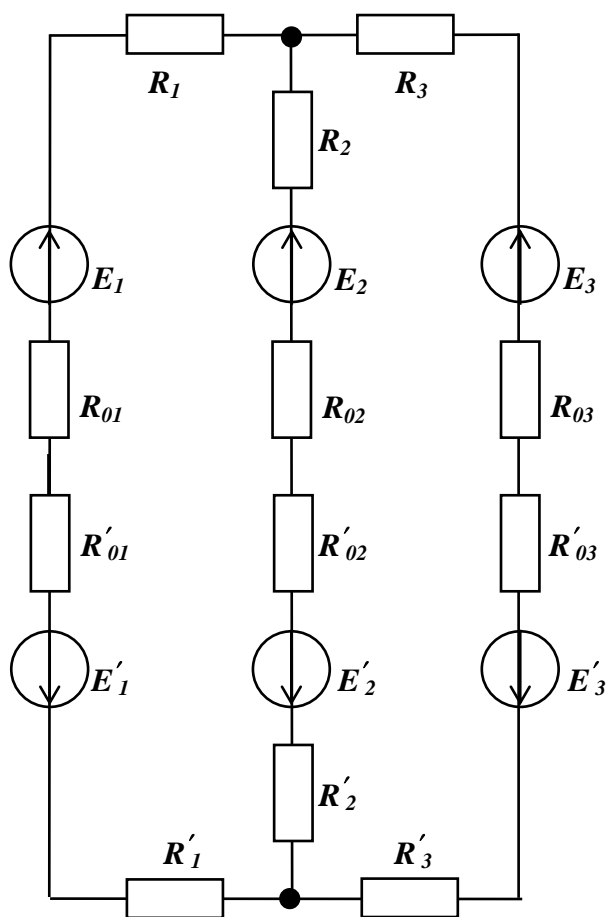 R₁ R₃
R₂
E₁ E₂ E₃
R₀₁ R₀₂ R₀₃
R′₀₁ R′₀₂ R′₀₃
E′₁ E′₂ E′₃
R′₂
R′₁ R′₃